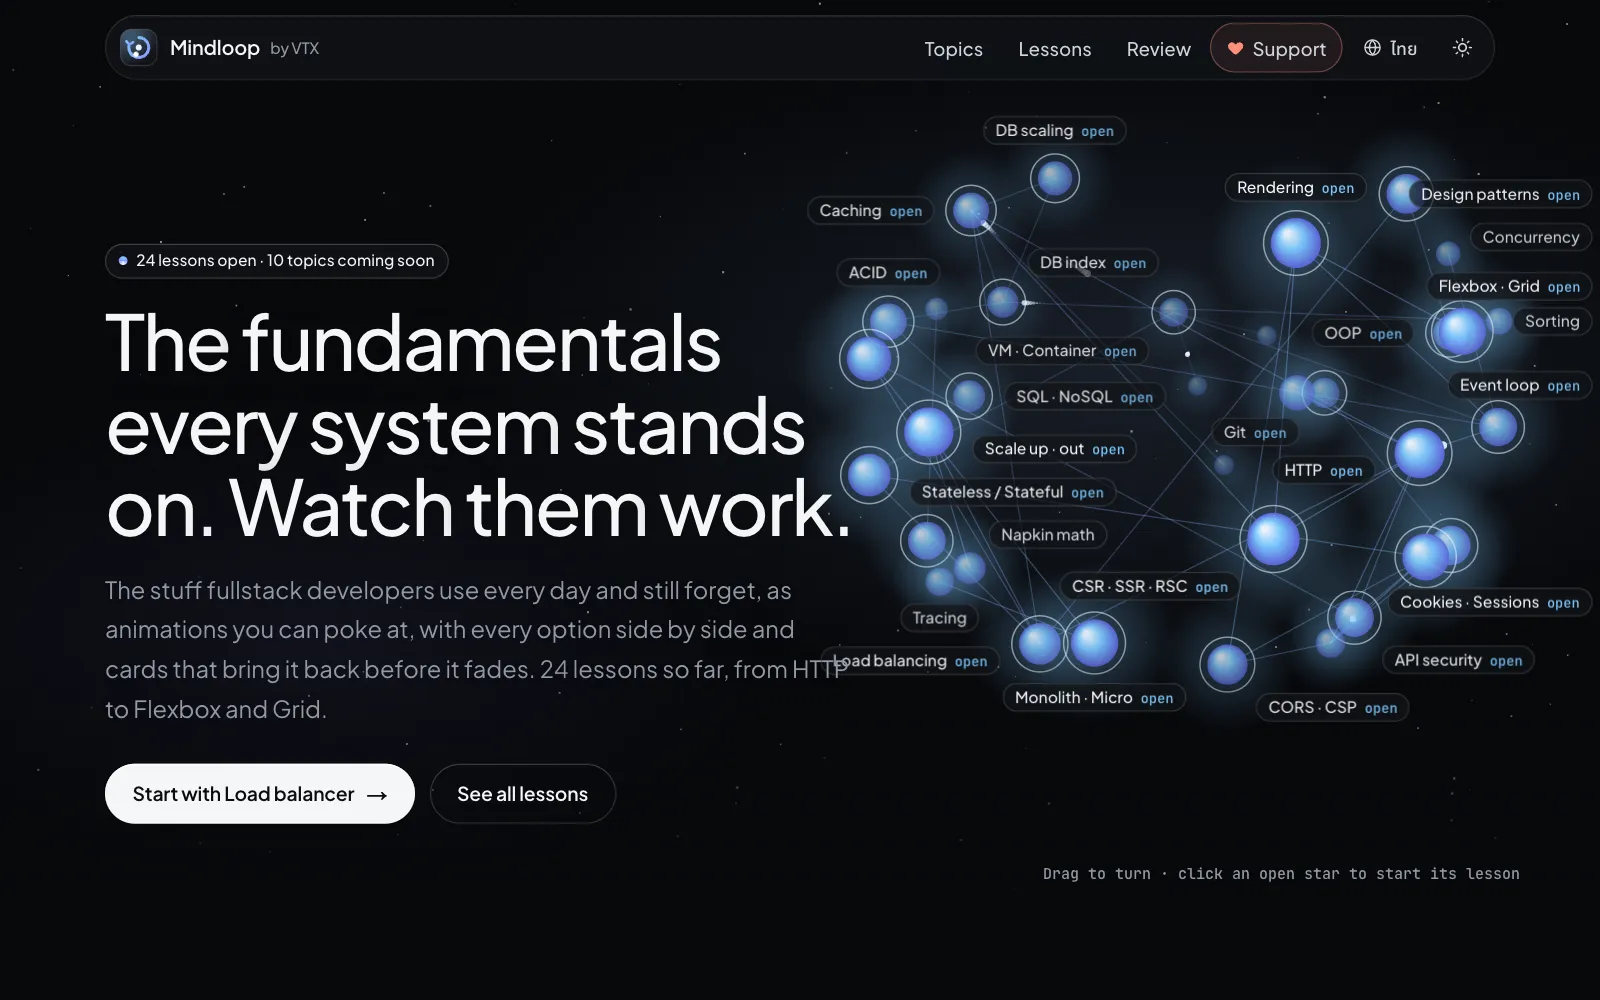 Mindloop by VTX
Topics
Lessons
Review
Support
ไทย
24 lessons open · 10 topics coming soon
The fundamentals
every system stands
on. Watch them work.
The stuff fullstack developers use every day and still forget, as
animations you can poke at, with every option side by side and
cards that bring it back before it fades. 24 lessons so far, from HTTP
to Flexbox and Grid.
Start with Load balancer →
See all lessons
DB scaling open
Rendering open
Design patterns open
Caching open
Concurrency
DB index open
ACID open
Flexbox · Grid open
Sorting
OOP open
VM · Container open
Event loop open
SQL · NoSQL open
Git open
Scale up · out open
HTTP open
Stateless / Stateful open
Napkin math
CSR · SSR · RSC open
Cookies · Sessions open
Tracing
Load balancing open
API security open
Monolith · Micro open
CORS · CSP open
Drag to turn · click an open star to start its lesson